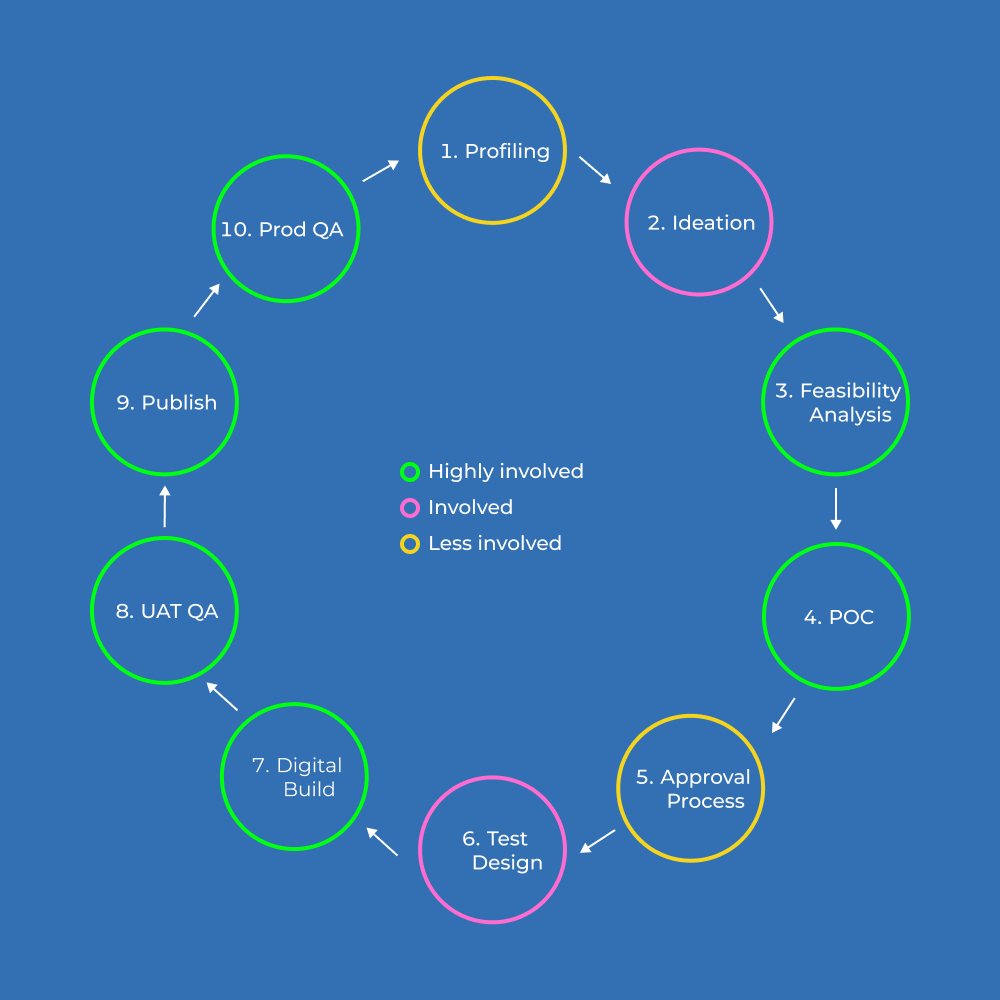 1. Profiling
2. Ideation
3. Feasibility
Analysis
4. POC
5. Approval
Process
6. Test
Design
7. Digital
Build
8. UAT QA
9. Publish
10. Prod QA
Highly involved
Involved
Less involved